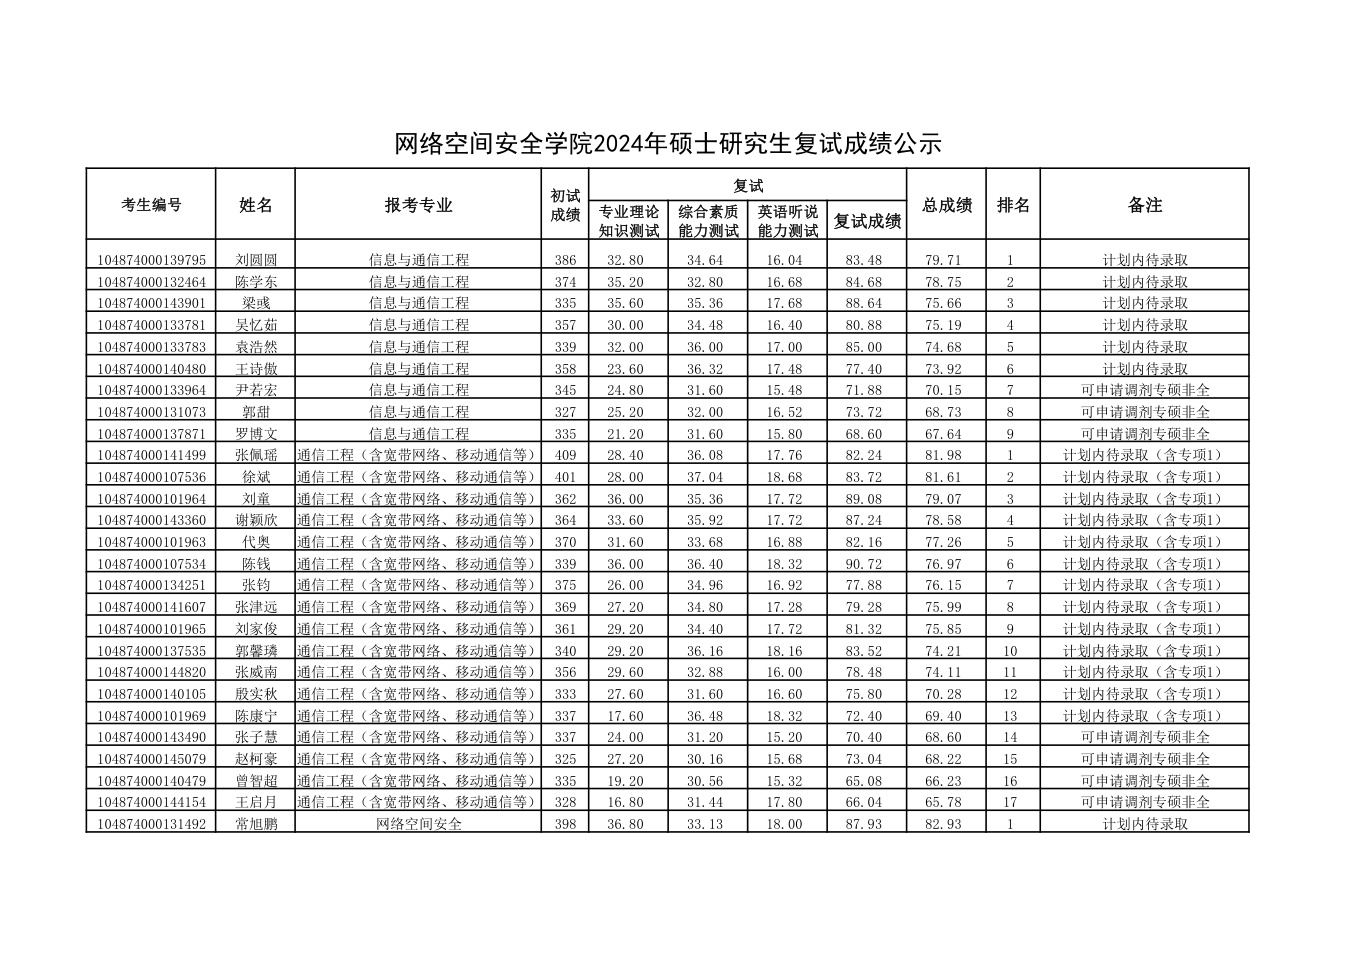 网络空间安全学院2024年硕士研究生复试成绩公示
考生编号 姓名 报考专业 初试成绩 复试 总成绩 排名 备注
专业理论知识测试 综合素质能力测试 英语听说能力测试 复试成绩
104874000139795 刘圆圆 信息与通信工程 386 32.80 34.64 16.04 83.48 79.71 1 计划内待录取
104874000132464 陈学东 信息与通信工程 374 35.20 32.80 16.68 84.68 78.75 2 计划内待录取
104874000143901 梁彧 信息与通信工程 335 35.60 35.36 17.68 88.64 75.66 3 计划内待录取
104874000133781 吴忆茹 信息与通信工程 357 30.00 34.48 16.40 80.88 75.19 4 计划内待录取
104874000133783 袁浩然 信息与通信工程 339 32.00 36.00 17.00 85.00 74.68 5 计划内待录取
104874000140480 王诗傲 信息与通信工程 358 23.60 36.32 17.48 77.40 73.92 6 计划内待录取
104874000133964 尹若宏 信息与通信工程 345 24.80 31.60 15.48 71.88 70.15 7 可申请调剂专硕非全
104874000131073 郭甜 信息与通信工程 327 25.20 32.00 16.52 73.72 68.73 8 可申请调剂专硕非全
104874000137871 罗博文 信息与通信工程 335 21.20 31.60 15.80 68.60 67.64 9 可申请调剂专硕非全
104874000141499 张佩瑶 通信工程（含宽带网络、移动通信等） 409 28.40 36.08 17.76 82.24 81.98 1 计划内待录取（含专项1）
104874000107536 徐斌 通信工程（含宽带网络、移动通信等） 401 28.00 37.04 18.68 83.72 81.61 2 计划内待录取（含专项1）
104874000101964 刘童 通信工程（含宽带网络、移动通信等） 362 36.00 35.36 17.72 89.08 79.07 3 计划内待录取（含专项1）
104874000143360 谢颖欣 通信工程（含宽带网络、移动通信等） 364 33.60 35.92 17.72 87.24 78.58 4 计划内待录取（含专项1）
104874000101963 代奥 通信工程（含宽带网络、移动通信等） 370 31.60 33.68 16.88 82.16 77.26 5 计划内待录取（含专项1）
104874000107534 陈钱 通信工程（含宽带网络、移动通信等） 339 36.00 36.40 18.32 90.72 76.97 6 计划内待录取（含专项1）
104874000134251 张钧 通信工程（含宽带网络、移动通信等） 375 26.00 34.96 16.92 77.88 76.15 7 计划内待录取（含专项1）
104874000141607 张津远 通信工程（含宽带网络、移动通信等） 369 27.20 34.80 17.28 79.28 75.99 8 计划内待录取（含专项1）
104874000101965 刘家俊 通信工程（含宽带网络、移动通信等） 361 29.20 34.40 17.72 81.32 75.85 9 计划内待录取（含专项1）
104874000137535 郭馨璘 通信工程（含宽带网络、移动通信等） 340 29.20 36.16 18.16 83.52 74.21 10 计划内待录取（含专项1）
104874000144820 张威南 通信工程（含宽带网络、移动通信等） 356 29.60 32.88 16.00 78.48 74.11 11 计划内待录取（含专项1）
104874000140105 殷实秋 通信工程（含宽带网络、移动通信等） 333 27.60 31.60 16.60 75.80 70.28 12 计划内待录取（含专项1）
104874000101969 陈康宁 通信工程（含宽带网络、移动通信等） 337 17.60 36.48 18.32 72.40 69.40 13 计划内待录取（含专项1）
104874000143490 张子慧 通信工程（含宽带网络、移动通信等） 337 24.00 31.20 15.20 70.40 68.60 14 可申请调剂专硕非全
104874000145079 赵柯豪 通信工程（含宽带网络、移动通信等） 325 27.20 30.16 15.68 73.04 68.22 15 可申请调剂专硕非全
104874000140479 曾智超 通信工程（含宽带网络、移动通信等） 335 19.20 30.56 15.32 65.08 66.23 16 可申请调剂专硕非全
104874000144154 王启月 通信工程（含宽带网络、移动通信等） 328 16.80 31.44 17.80 66.04 65.78 17 可申请调剂专硕非全
104874000131492 常旭鹏 网络空间安全 398 36.80 33.13 18.00 87.93 82.93 1 计划内待录取